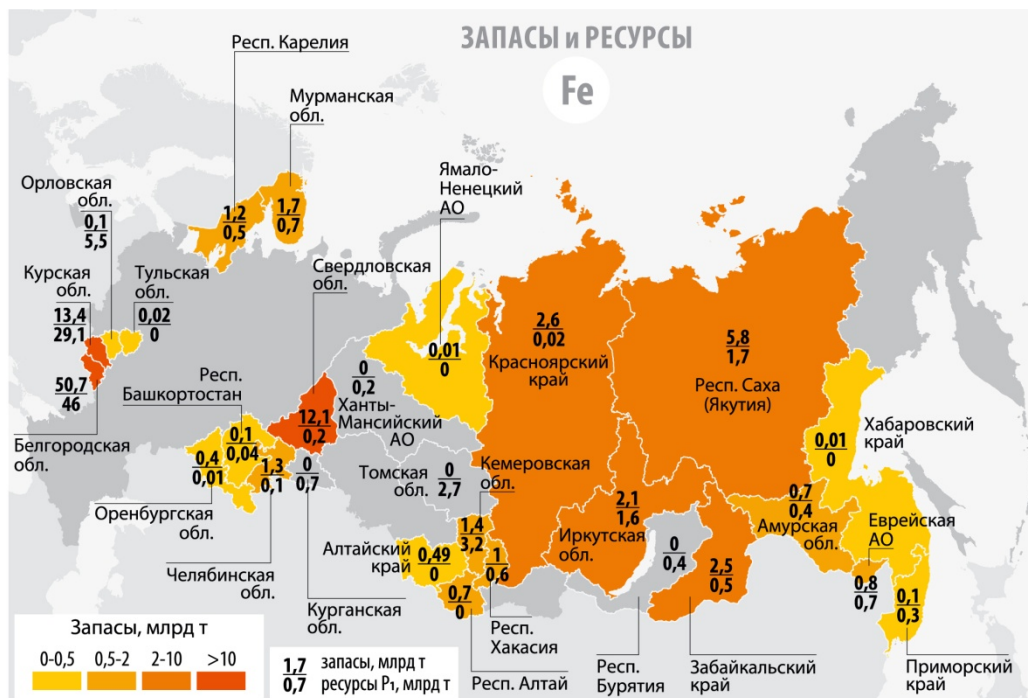 ЗАПАСЫ и РЕСУРСЫ
Fe
Респ. Карелия
1,2
0,5
Мурманская
обл.
1,7
0,7
Орловская
обл.
0,1
5,5
Курская
обл.
13,4
29,1
Тульская
обл.
0,02
0
50,7
46
Белгородская
обл.
Ямало-
Ненецкий
АО
0,01
0
Свердловская
обл.
12,1
0,2
0
0,2
Ханты-
Мансийский
АО
Респ.
Башкортостан
0,1
0,04
0,4
0,01
Оренбургская
обл.
1,3
0,1
Челябинская
обл.
0
0,7
Курганская
обл.
Томская
обл.
0
2,7
Кемеровская
обл.
1,4
3,2
Алтайский
край
0,49
0
0,7
0
Респ. Алтай
1
0,6
Респ.
Хакасия
2,6
0,02
Красноярский
край
5,8
1,7
Респ. Саха
(Якутия)
2,1
1,6
Иркутская
обл.
0
0,4
Респ.
Бурятия
2,5
0,5
Забайкальский
край
Хабаровский
край
0,01
0
0,7
0,4
Амурская
обл.
Еврейская
АО
0,8
0,7
0,1
0,3
Приморский
край
Запасы, млрд т
0-0,5 0,5-2 2-10 >10
1,7 запасы, млрд т
0,7 ресурсы P₁, млрд т